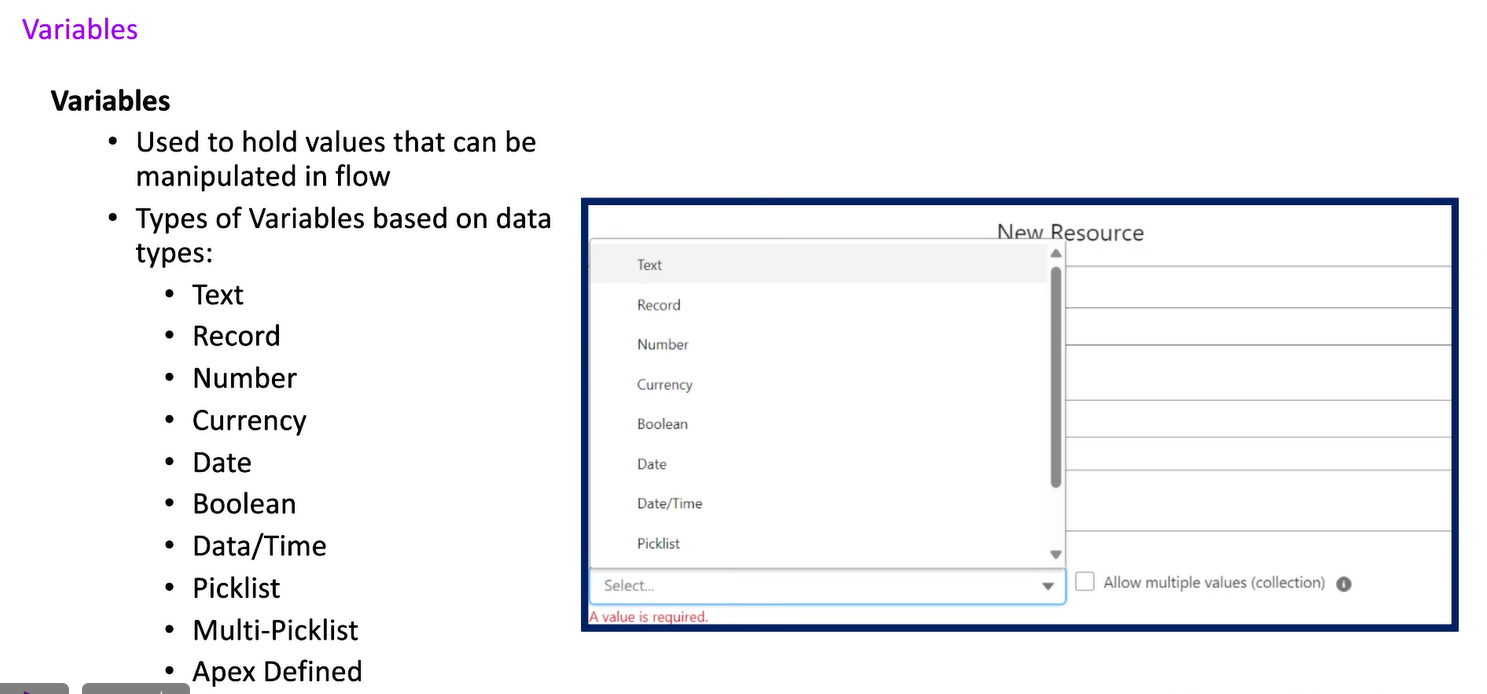 Variables
Variables
• Used to hold values that can be
manipulated in flow
• Types of Variables based on data
types:
• Text
• Record
• Number
• Currency
• Date
• Boolean
• Data/Time
• Picklist
• Multi-Picklist
• Apex Defined
New Resource
Text
Record
Number
Currency
Boolean
Date
Date/Time
Picklist
Select...
Allow multiple values (collection)
A value is required.